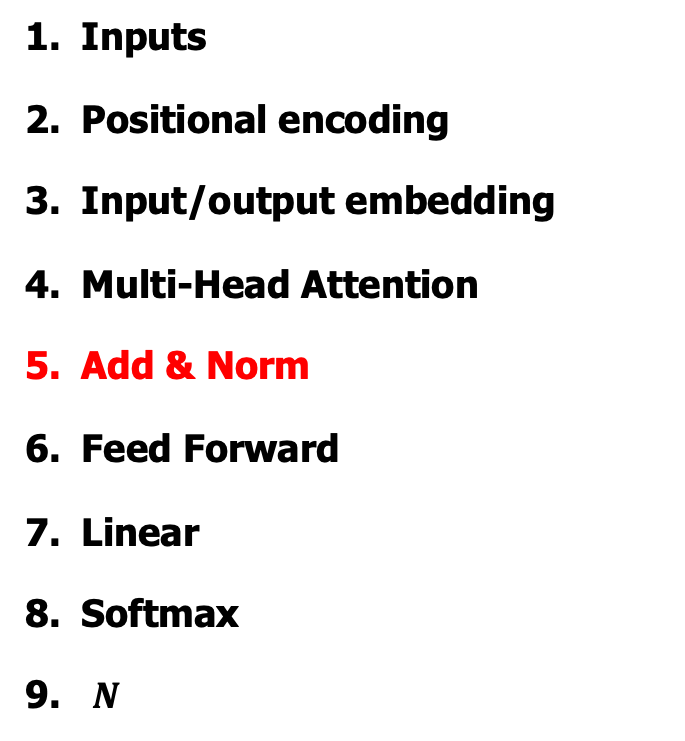 1. Inputs
2. Positional encoding
3. Input/output embedding
4. Multi-Head Attention
5. Add & Norm
6. Feed Forward
7. Linear
8. Softmax
9. N